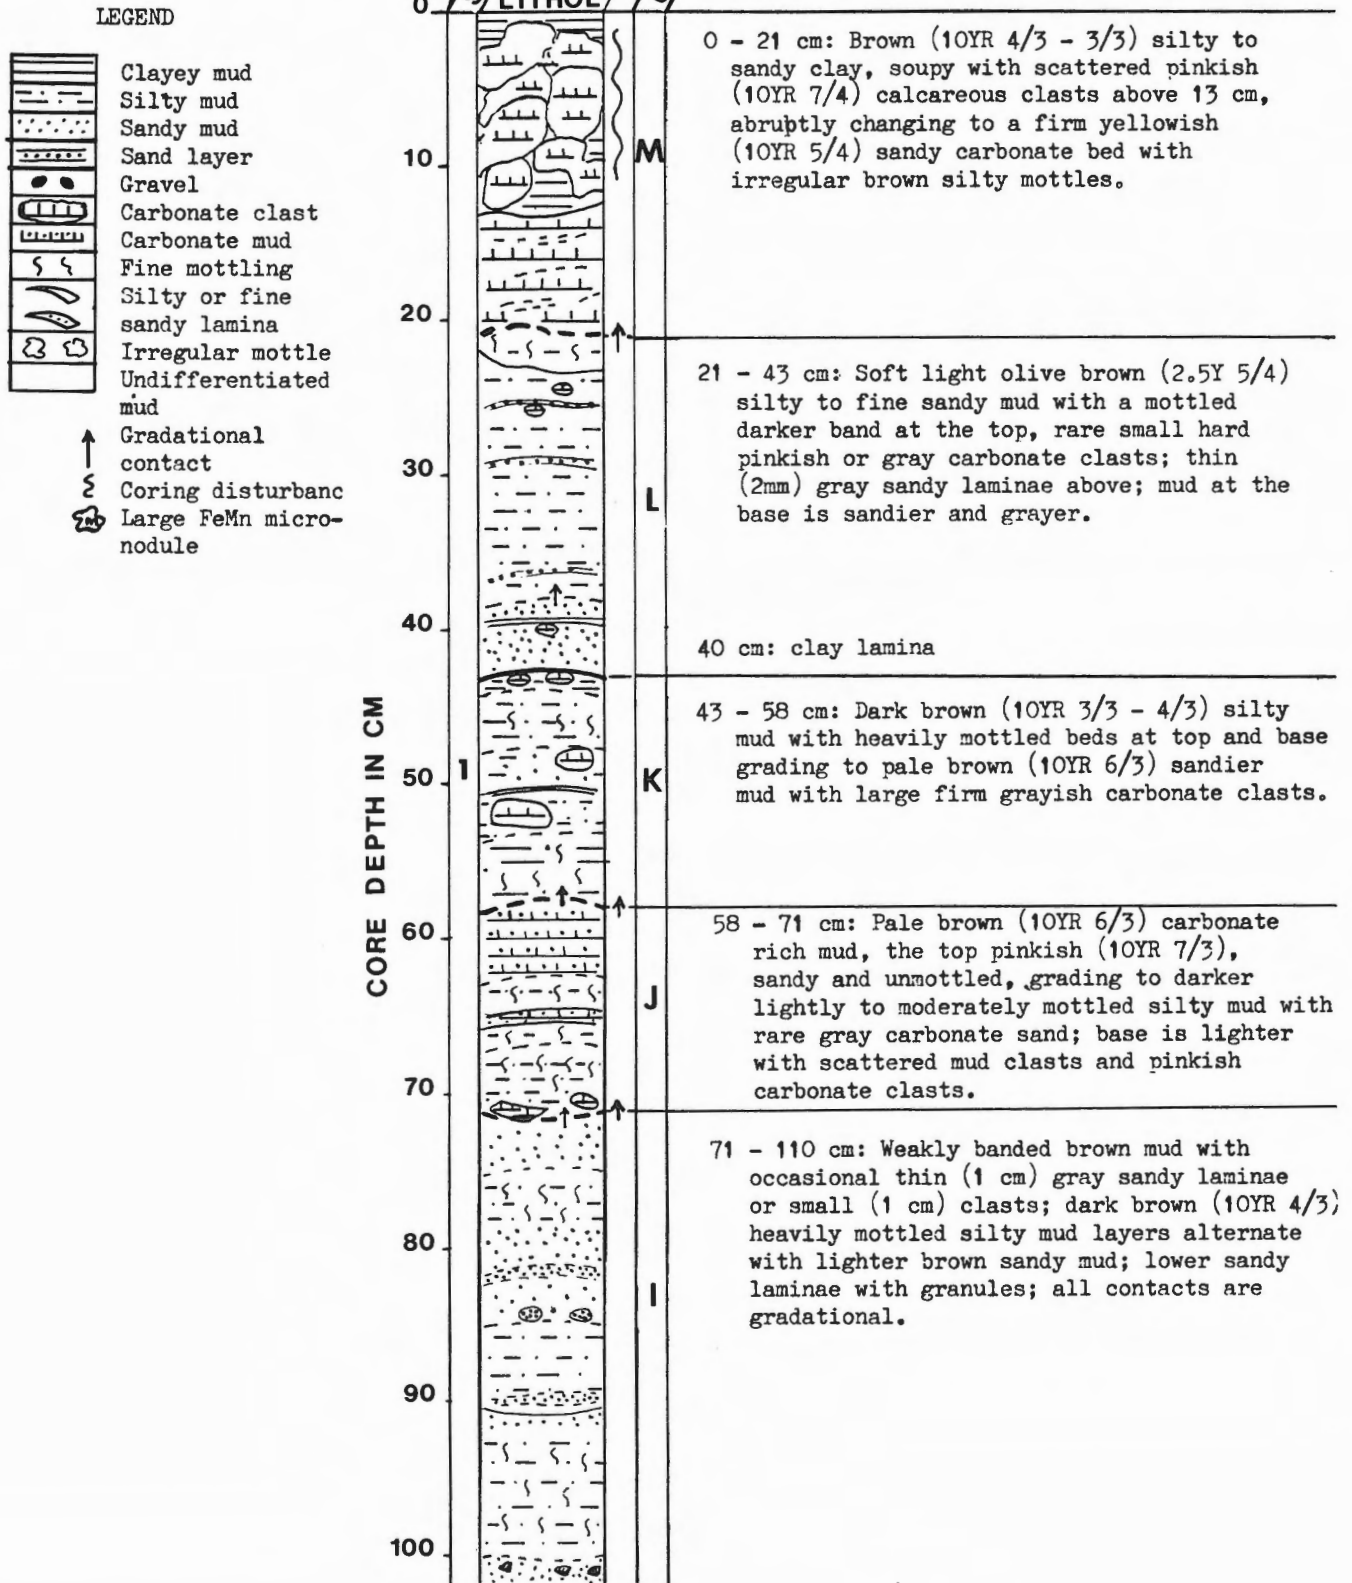 LEGEND
Clayey mud
Silty mud
Sandy mud
Sand layer
Gravel
Carbonate clast
Carbonate mud
Fine mottling
Silty or fine
sandy lamina
Irregular mottle
Undifferentiated
mud
Gradational
contact
Coring disturbanc
Large FeMn micro-
nodule
CORE DEPTH IN CM
0
10
20
30
40
50
60
70
80
90
100
LITHOL
1
M
L
K
J
I
0 - 21 cm: Brown (10YR 4/3 - 3/3) silty to
sandy clay, soupy with scattered pinkish
(10YR 7/4) calcareous clasts above 13 cm,
abruptly changing to a firm yellowish
(10YR 5/4) sandy carbonate bed with
irregular brown silty mottles.
21 - 43 cm: Soft light olive brown (2.5Y 5/4)
silty to fine sandy mud with a mottled
darker band at the top, rare small hard
pinkish or gray carbonate clasts; thin
(2mm) gray sandy laminae above; mud at the
base is sandier and grayer.
40 cm: clay lamina
43 - 58 cm: Dark brown (10YR 3/3 - 4/3) silty
mud with heavily mottled beds at top and base
grading to pale brown (10YR 6/3) sandier
mud with large firm grayish carbonate clasts.
58 - 71 cm: Pale brown (10YR 6/3) carbonate
rich mud, the top pinkish (10YR 7/3),
sandy and unmottled, grading to darker
lightly to moderately mottled silty mud with
rare gray carbonate sand; base is lighter
with scattered mud clasts and pinkish
carbonate clasts.
71 - 110 cm: Weakly banded brown mud with
occasional thin (1 cm) gray sandy laminae
or small (1 cm) clasts; dark brown (10YR 4/3)
heavily mottled silty mud layers alternate
with lighter brown sandy mud; lower sandy
laminae with granules; all contacts are
gradational.